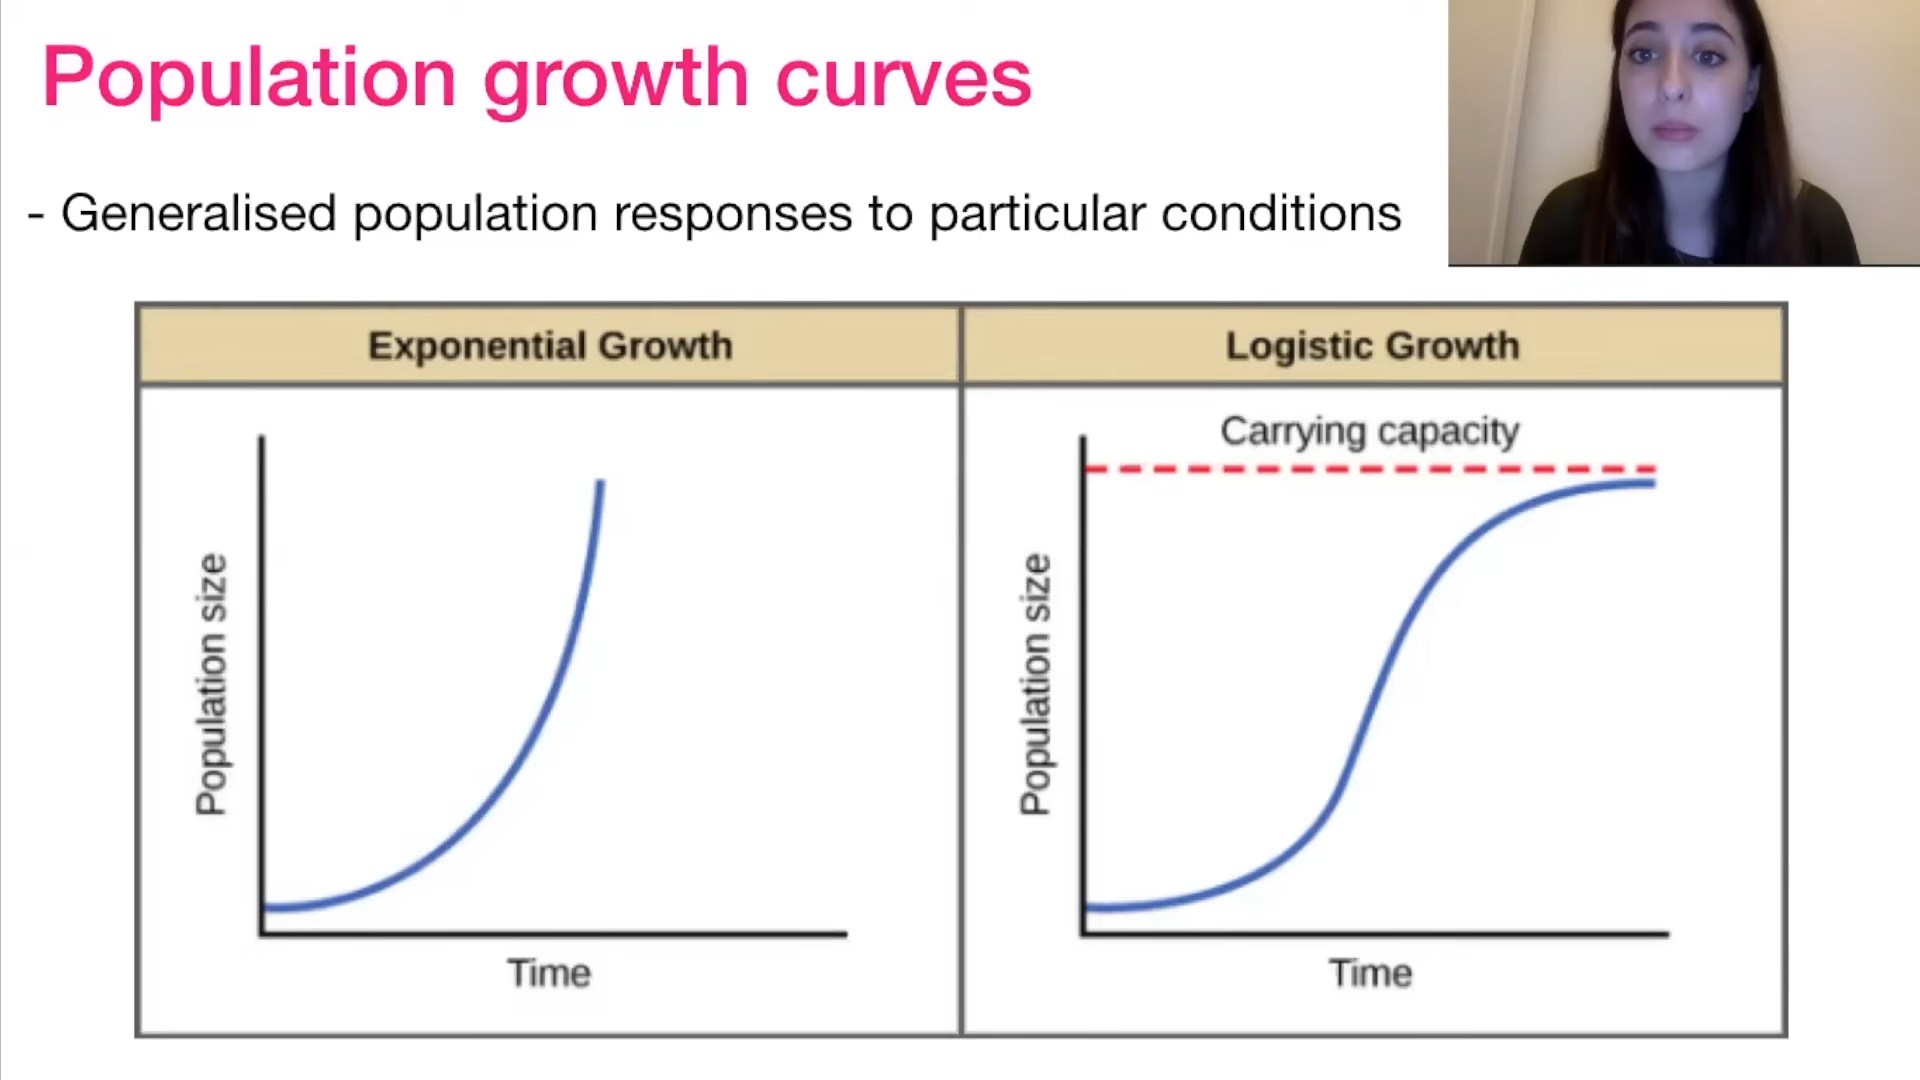 Population growth curves
- Generalised population responses to particular conditions
Exponential Growth
Logistic Growth
Population size
Time
Carrying capacity
Population size
Time